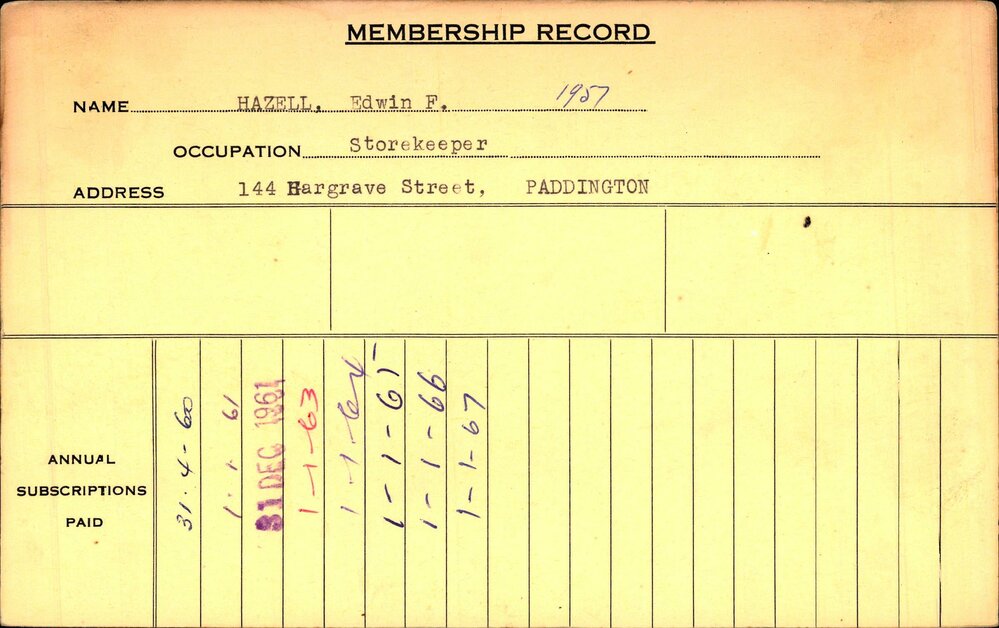 MEMBERSHIP RECORD
NAME HAZELL, Edwin F. 1957
OCCUPATION Storekeeper
ADDRESS 144 Hargrave Street, PADDINGTON
ANNUAL
SUBSCRIPTIONS
PAID
31.4-60
1.1.61
31 DEC 1961
1-1-63
1-1-64
1-1-65
1-1-66
1-1-67